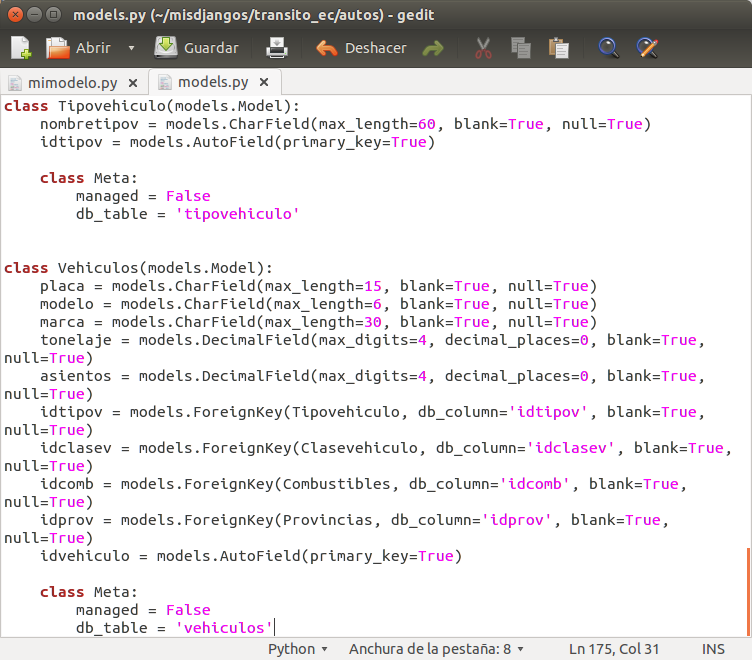 models.py (~/misdjangos/transito_ec/autos) - gedit
Abrir Guardar Deshacer
mimodelo.py × models.py ×
class Tipovehiculo(models.Model):
    nombretipov = models.CharField(max_length=60, blank=True, null=True)
    idtipov = models.AutoField(primary_key=True)

    class Meta:
        managed = False
        db_table = 'tipovehiculo'


class Vehiculos(models.Model):
    placa = models.CharField(max_length=15, blank=True, null=True)
    modelo = models.CharField(max_length=6, blank=True, null=True)
    marca = models.CharField(max_length=30, blank=True, null=True)
    tonelaje = models.DecimalField(max_digits=4, decimal_places=0, blank=True,
null=True)
    asientos = models.DecimalField(max_digits=4, decimal_places=0, blank=True,
null=True)
    idtipov = models.ForeignKey(Tipovehiculo, db_column='idtipov', blank=True,
null=True)
    idclasev = models.ForeignKey(Clasevehiculo, db_column='idclasev', blank=True,
null=True)
    idcomb = models.ForeignKey(Combustibles, db_column='idcomb', blank=True,
null=True)
    idprov = models.ForeignKey(Provincias, db_column='idprov', blank=True,
null=True)
    idvehiculo = models.AutoField(primary_key=True)

    class Meta:
        managed = False
        db_table = 'vehiculos'
Python Anchura de la pestaña: 8 Ln 175, Col 31 INS